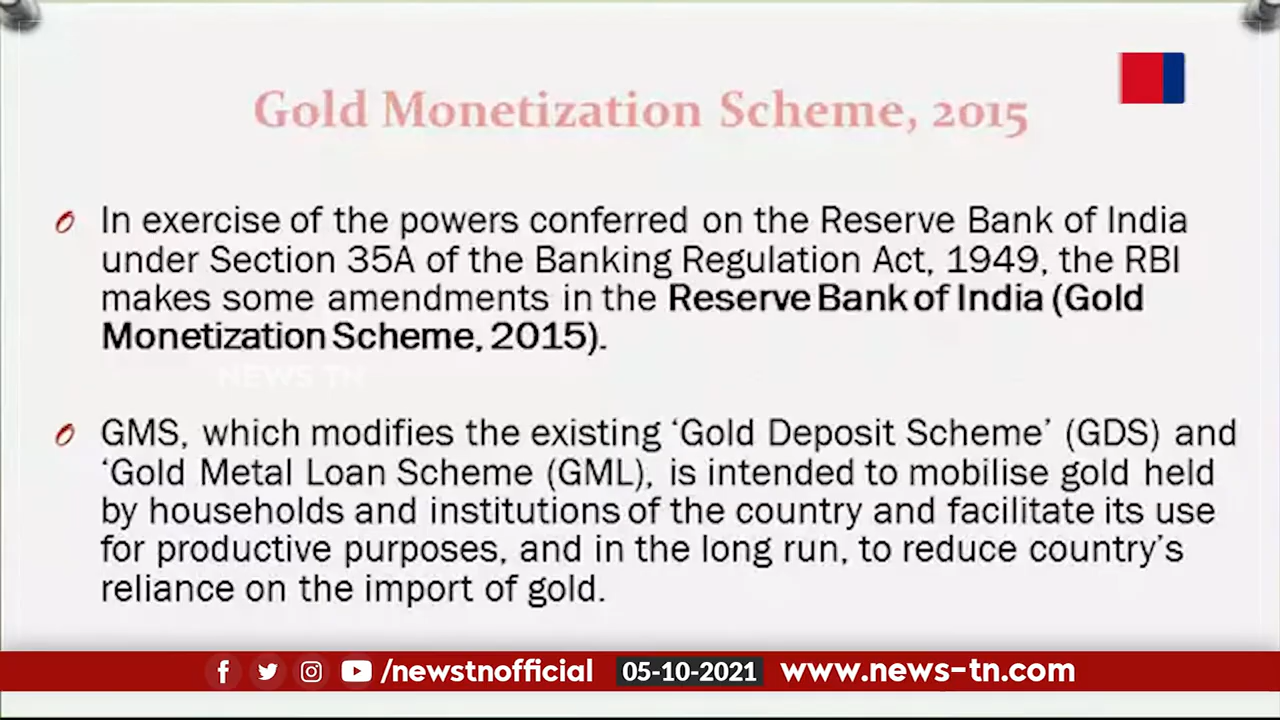 Gold Monetization Scheme, 2015
In exercise of the powers conferred on the Reserve Bank of India
under Section 35A of the Banking Regulation Act, 1949, the RBI
makes some amendments in the Reserve Bank of India (Gold
Monetization Scheme, 2015).
NEWS TN
GMS, which modifies the existing ‘Gold Deposit Scheme’ (GDS) and
‘Gold Metal Loan Scheme (GML), is intended to mobilise gold held
by households and institutions of the country and facilitate its use
for productive purposes, and in the long run, to reduce country’s
reliance on the import of gold.
/newstnofficial 05-10-2021 www.news-tn.com